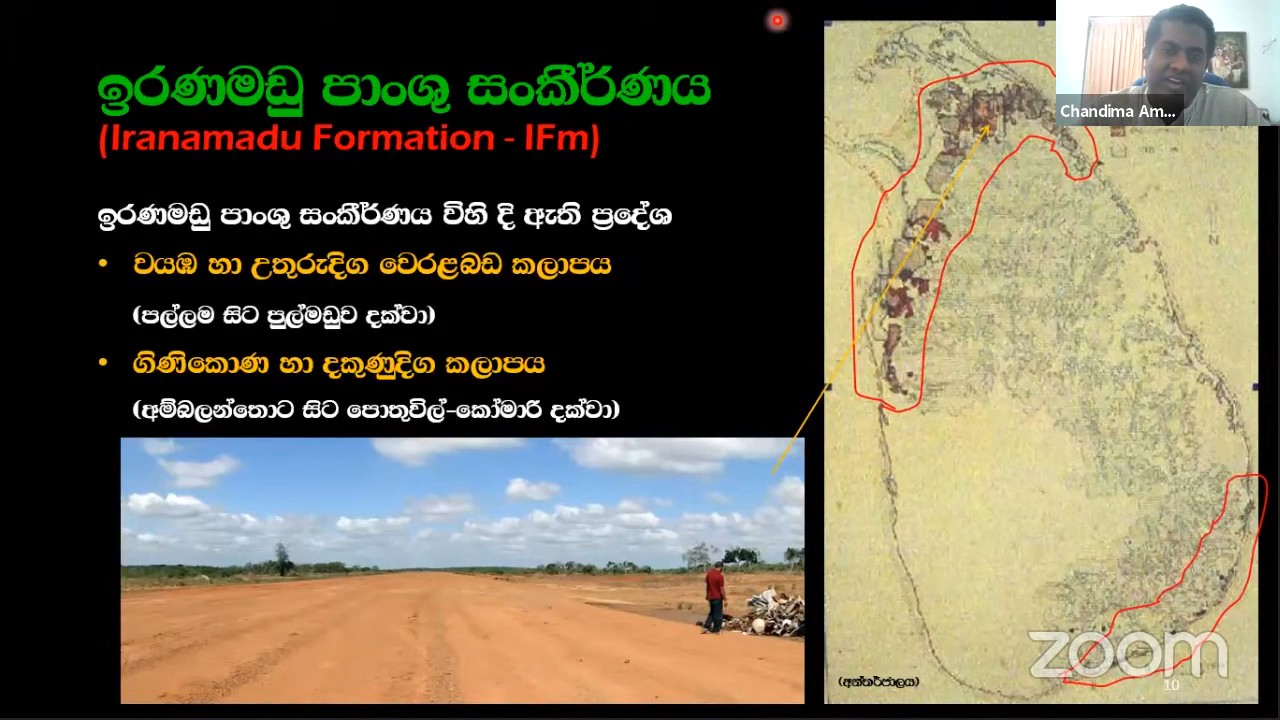 ඉරණමඩු පාංශු සංකීර්ණය
(Iranamadu Formation - IFm)
ඉරණමඩු පාංශු සංකීර්ණය විහි දි ඇති ප්‍රදේශ
• වයඹ හා උතුරුදිග වෙරළබඩ කලාපය
(පල්ලම සිට පුල්මඩුව දක්වා)
• ගිණිකොණ හා දකුණුදිග කලාපය
(අම්බලන්තොට සිට පොතුවිල්-කෝමාරි දක්වා)
Chandima Am...
N
zoom
(අන්තර්ජාලය)
10